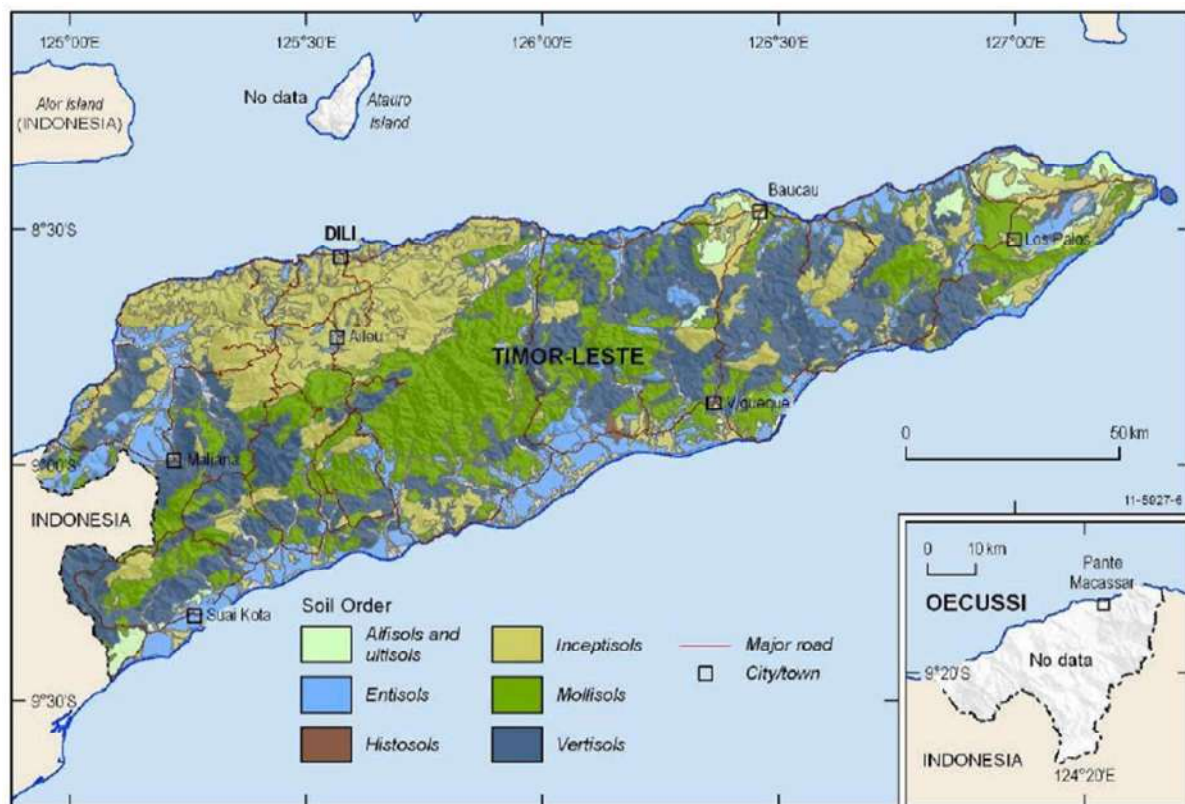 125°00'E
125°30'E
126°00'E
126°30'E
127°00'E
Alor Island
(INDONESIA)
No data
Atauro
Island
Baucau
8°30'S
DILI
Los Palos
Aileu
TIMOR-LESTE
Viqueque
0
50 km
9°00'S
Maliana
11-5927-6
INDONESIA
0
10 km
Pante
Macassar
OECUSSI
Suai Kota
Soil Order
Alfisols and
ultisols
Inceptisols
Major road
City/town
No data
9°20'S
Entisols
Mollisols
9°30'S
Histosols
Vertisols
INDONESIA
124°20'E